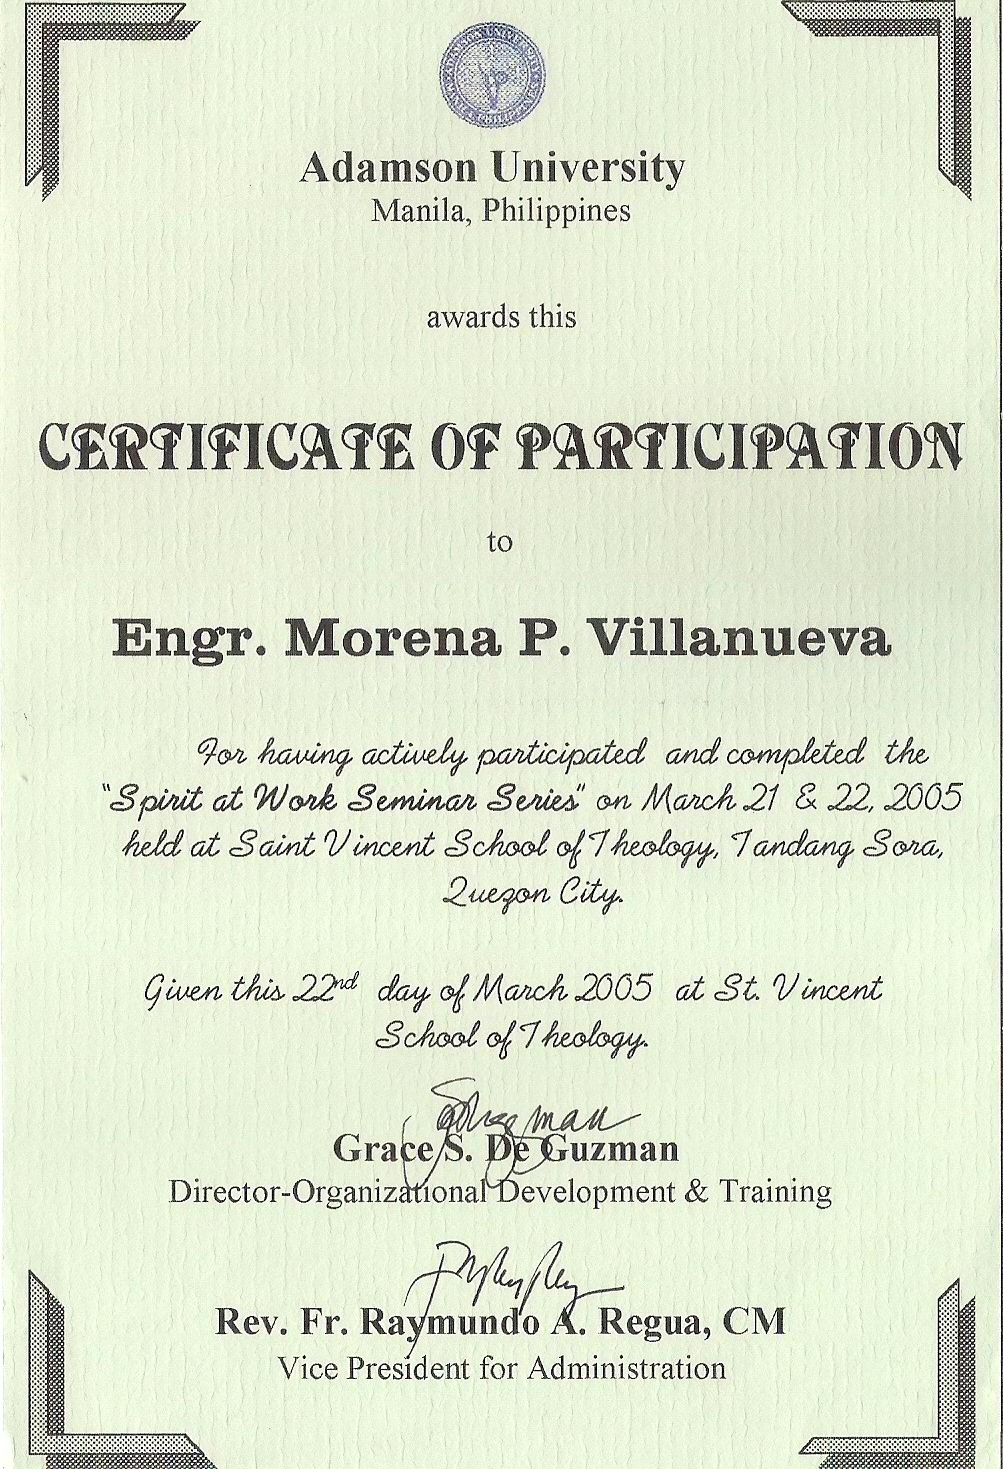 Adamson University
Manila, Philippines
awards this
CERTIFICATE OF PARTICIPATION
to
Engr. Morena P. Villanueva
For having actively participated and completed the
"Spirit at Work Seminar Series" on March 21 & 22, 2005
held at Saint Vincent School of Theology, Tandang Sora,
Quezon City.
Given this 22nd day of March 2005 at St. Vincent
School of Theology.
Grace S. De Guzman
Director-Organizational Development & Training
Rev. Fr. Raymundo A. Regua, CM
Vice President for Administration